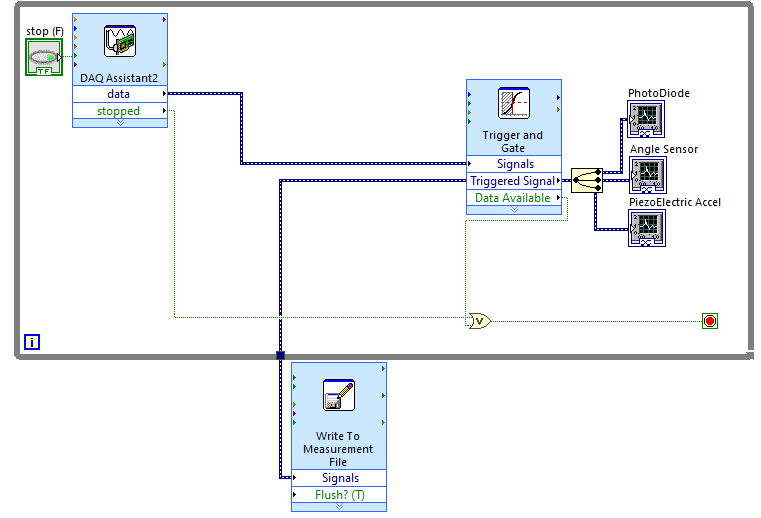 stop (F)
TF
DAQ Assistant2
data
stopped
Trigger and
Gate
Signals
Triggered Signal
Data Available
PhotoDiode
Angle Sensor
PiezoElectric Accel
V
i
Write To
Measurement
File
Signals
Flush? (T)